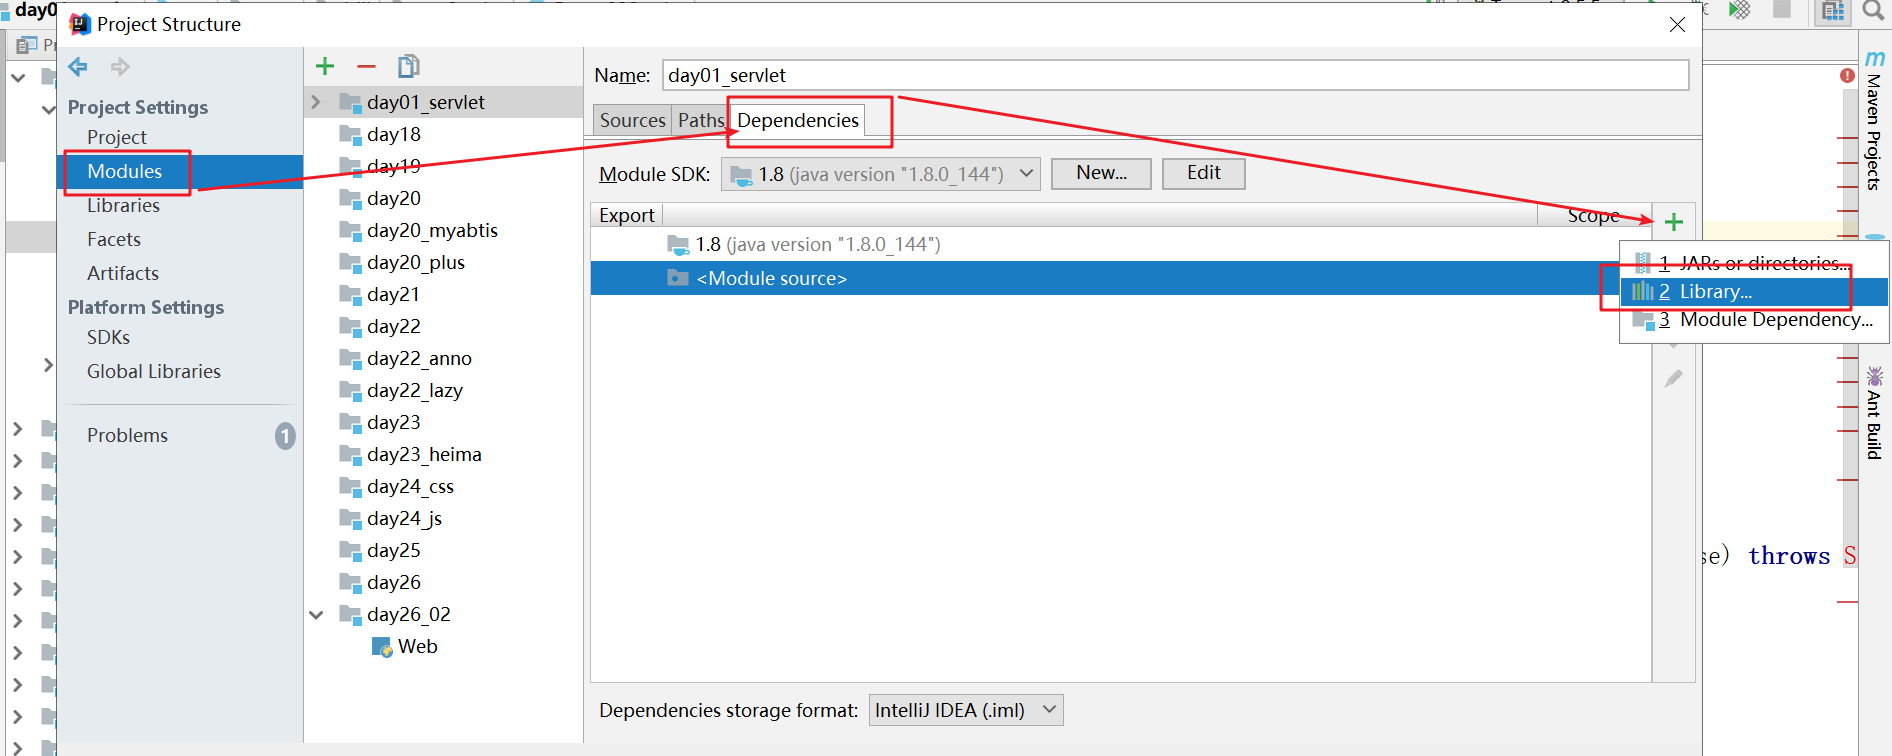 day0
Project Structure
Project Settings
Project
Modules
Libraries
Facets
Artifacts
Platform Settings
SDKs
Global Libraries
Problems
1
day01_servlet
day18
day19
day20
day20_myabtis
day20_plus
day21
day22
day22_anno
day22_lazy
day23
day23_heima
day24_css
day24_js
day25
day26
day26_02
Web
Name: day01_servlet
Sources Paths Dependencies
Module SDK: 1.8 (java version "1.8.0_144") New... Edit
Export Scope
1.8 (java version "1.8.0_144")
<Module source>
1 JARs or directories...
2 Library...
3 Module Dependency...
Dependencies storage format: IntelliJ IDEA (.iml)
m Maven Projects
Ant Build
se) throws S